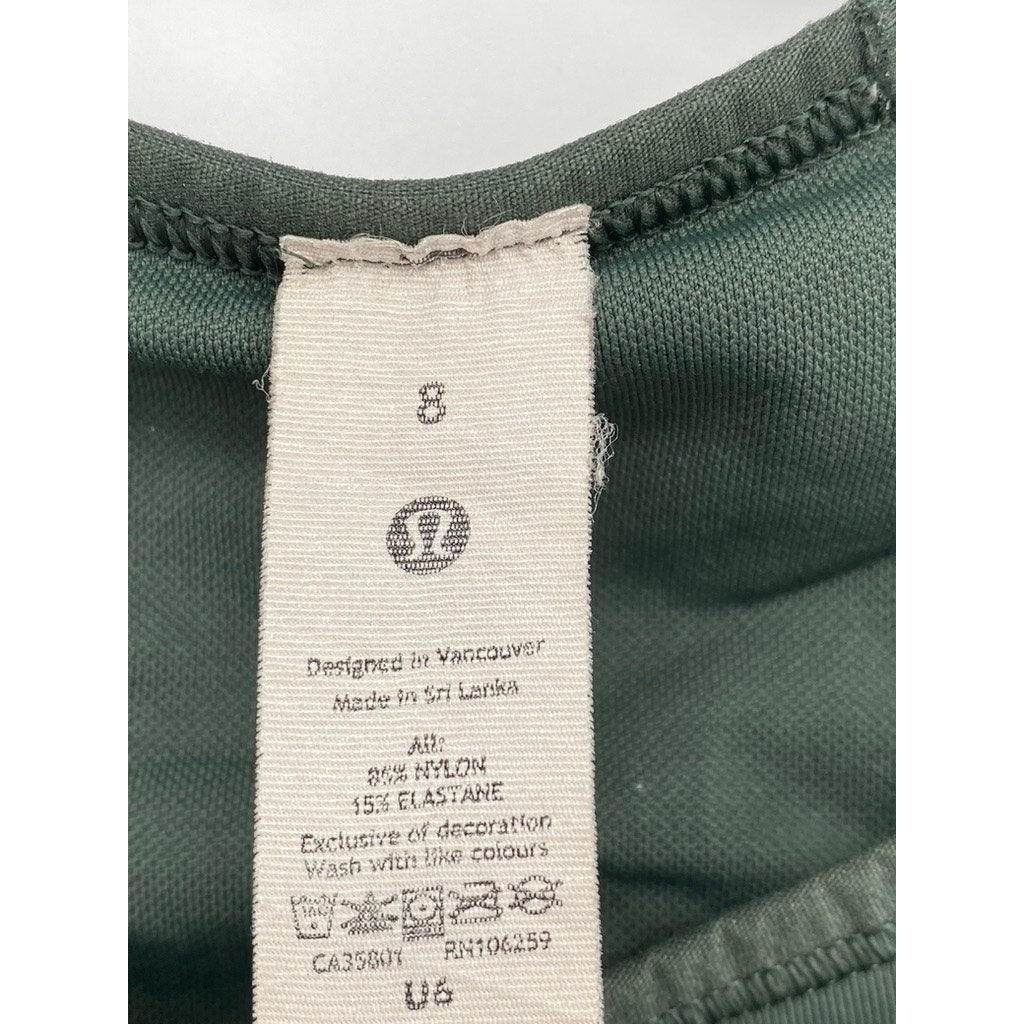 8
Designed in Vancouver
Made in Sri Lanka
All:
85% NYLON
15% ELASTANE
Exclusive of decoration
Wash with like colours
CA35801 RN106259
U6